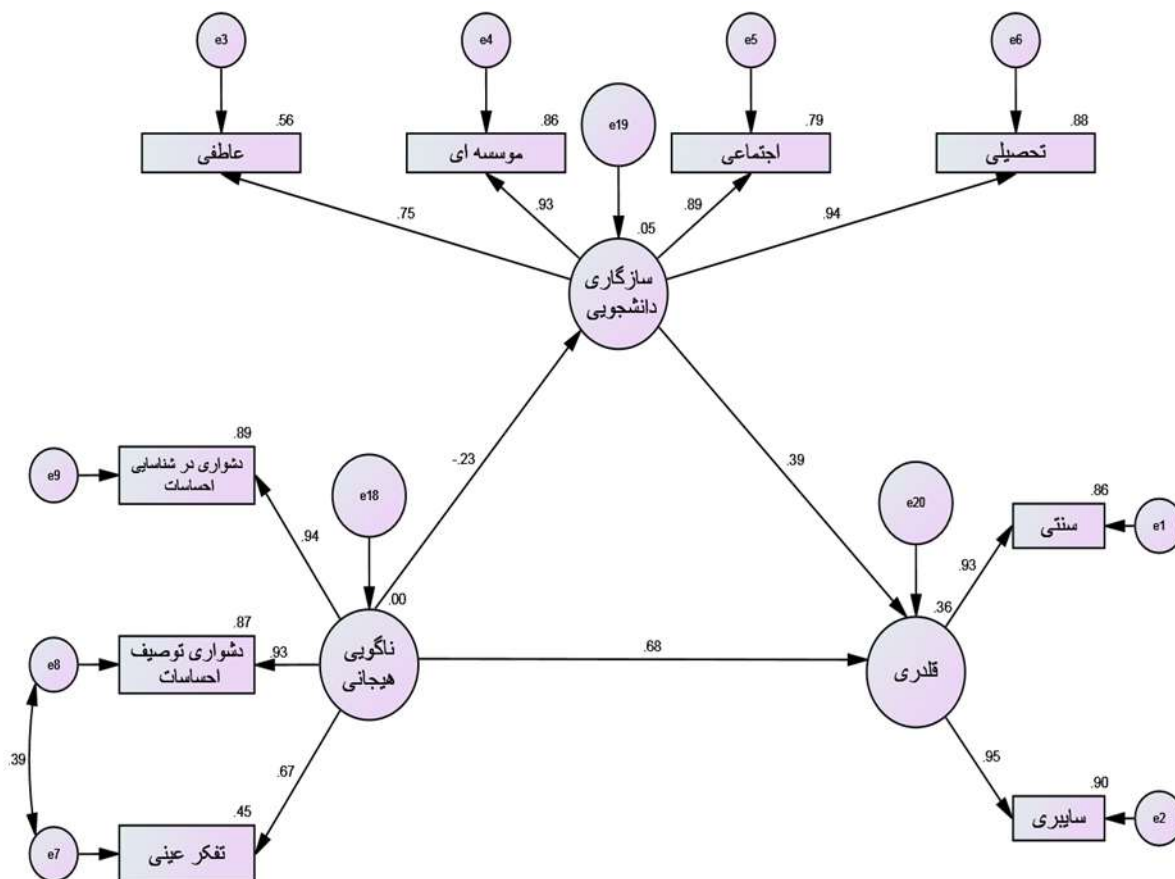 e3
e4
e5
e6
e19
.56
.86
.79
.88
عاطفی
موسسه ای
اجتماعی
تحصیلی
.75
.93
.89
.94
.05
سازگاری
دانشجویی
e9
.89
دشواری در شناسایی
احساسات
e18
-.23
.39
e20
.94
.86
سنتی
e1
.93
.00
.36
ناگویی
هیجانی
.87
دشواری توصیف
احساسات
e8
.93
.68
قلدری
.39
.67
.95
.45
تفکر عینی
e7
.90
سایبری
e2